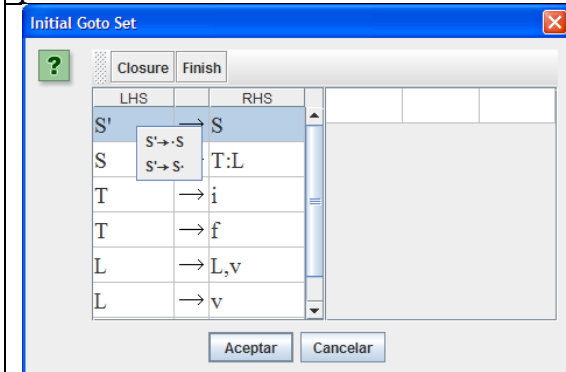 Initial Goto Set
?
Closure Finish
LHS RHS
S' → S
S'→·S
S'→S·
S T:L
T → i
T → f
L → L,v
L → v
Aceptar Cancelar